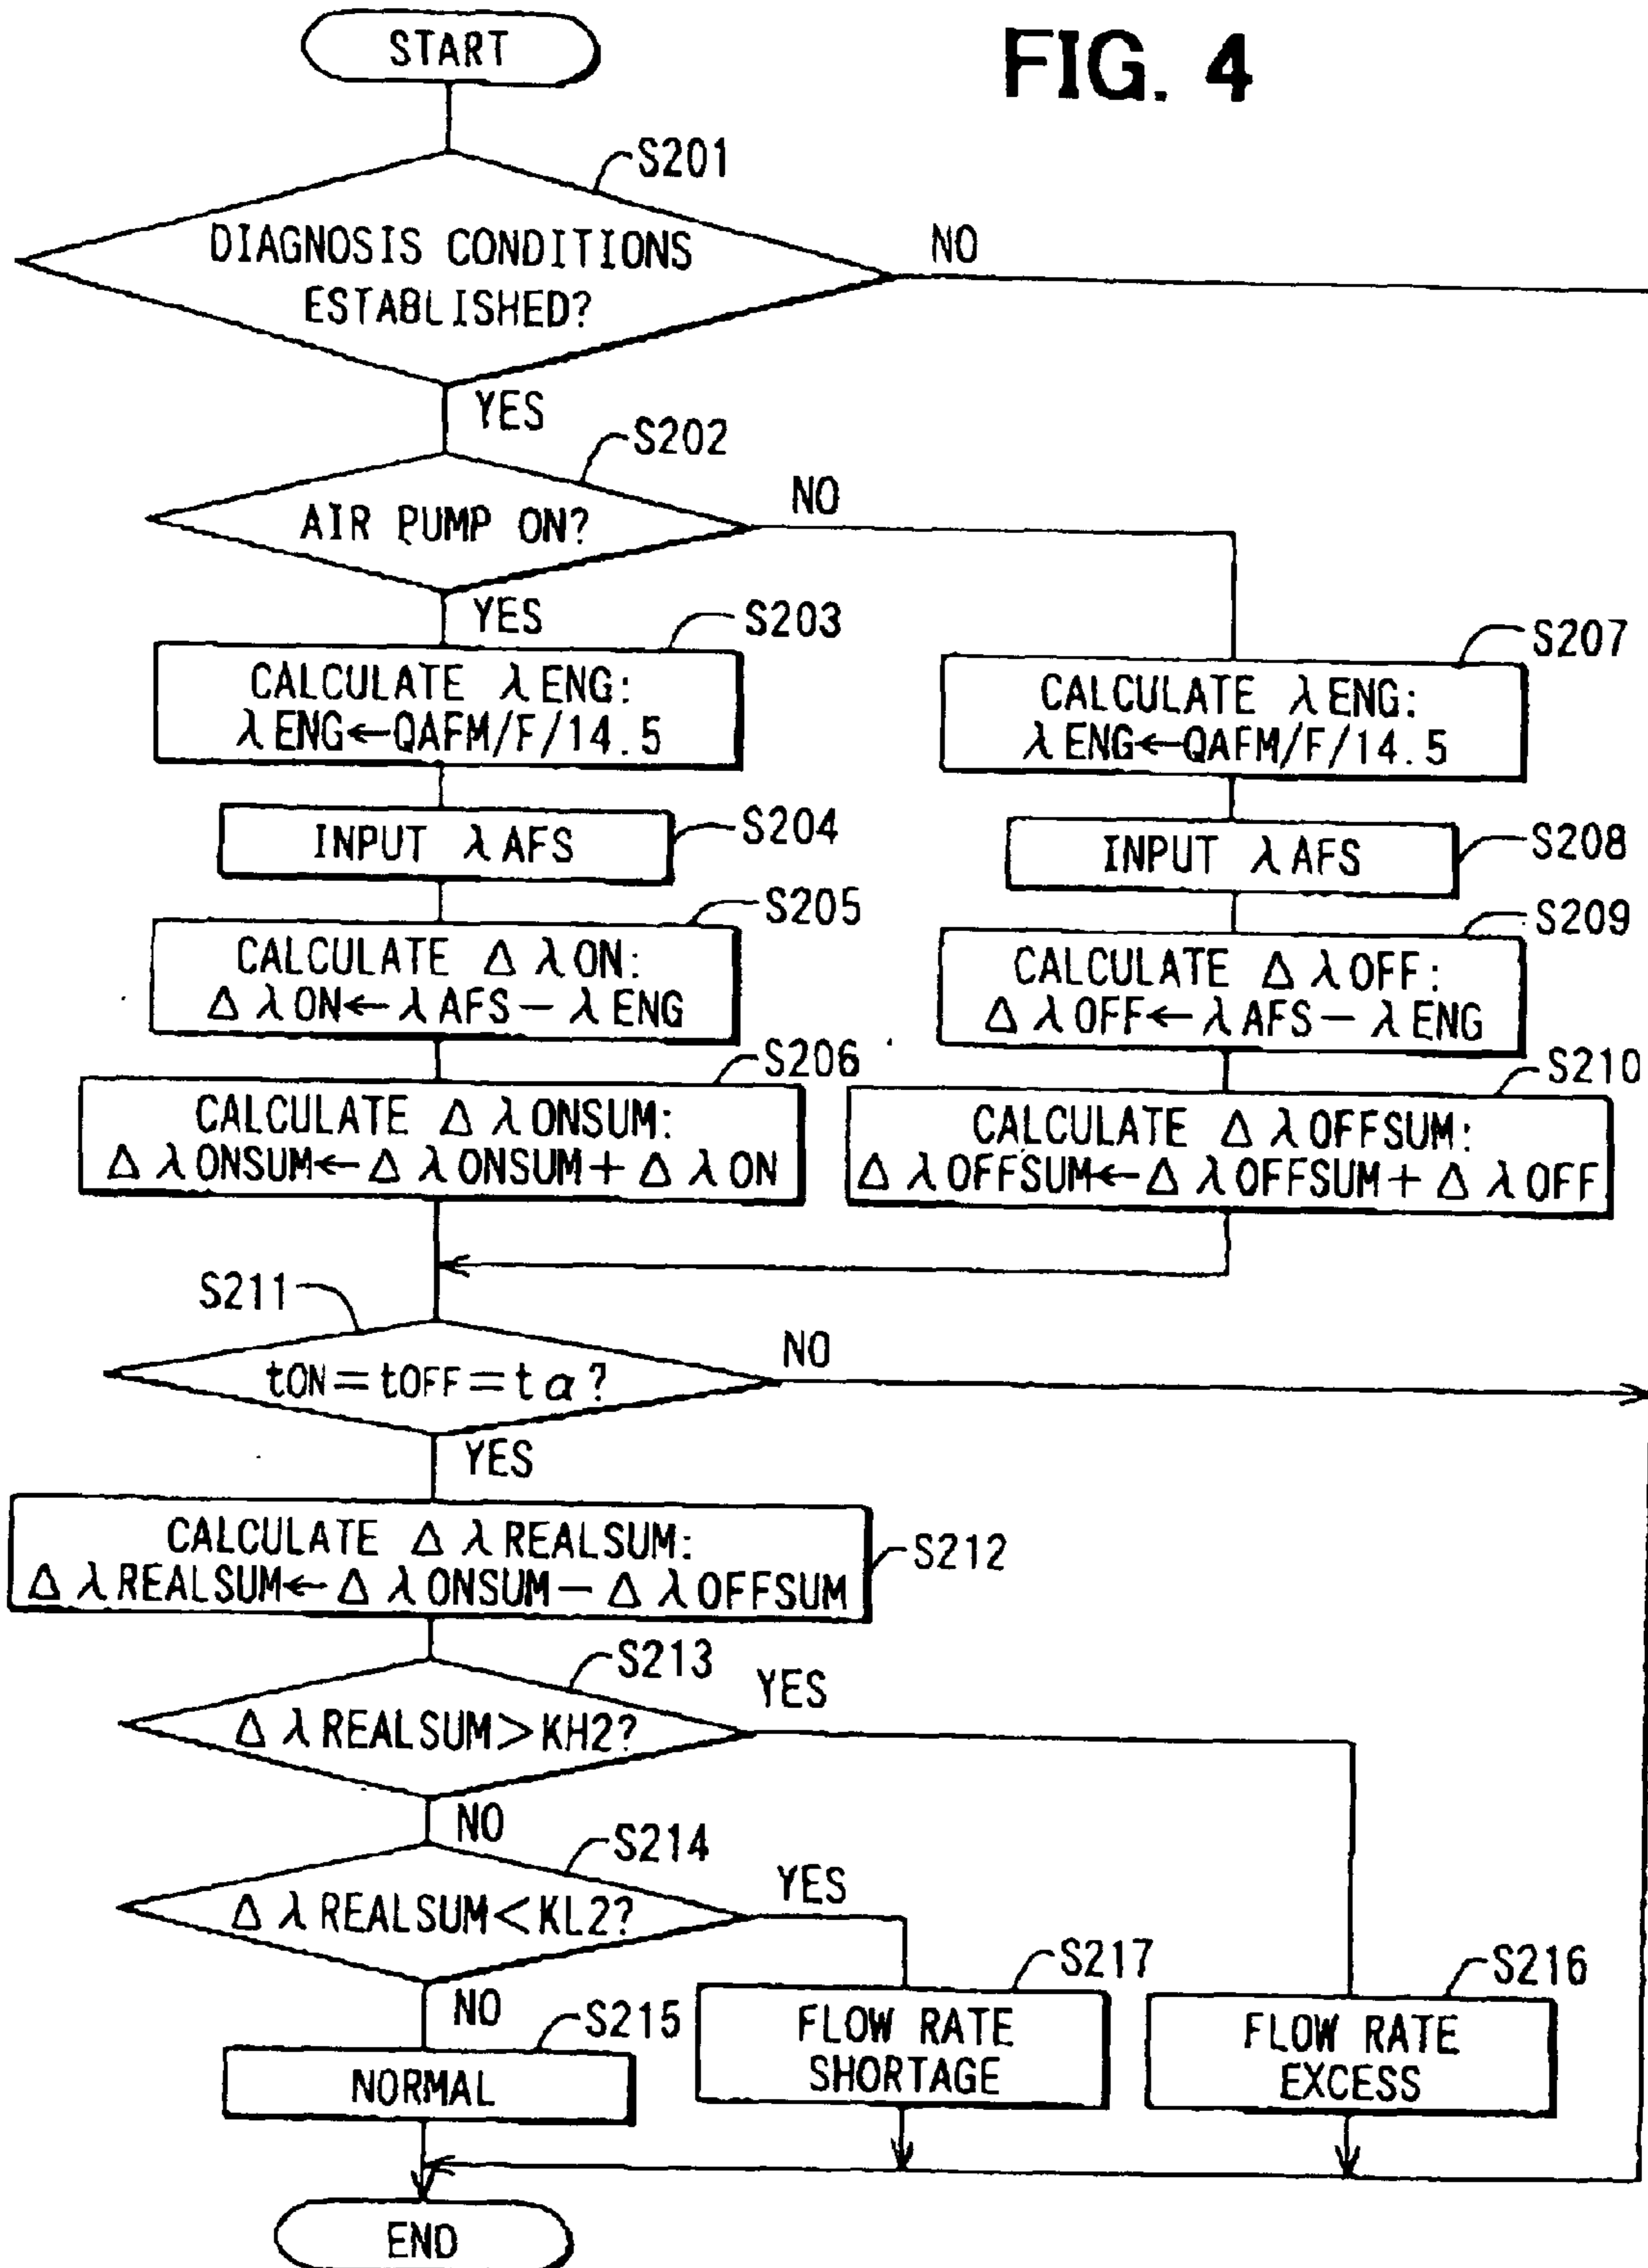 START
FIG. 4
S201
DIAGNOSIS CONDITIONS
ESTABLISHED?
NO
YES
S202
AIR PUMP ON?
NO
YES
S203
CALCULATE λENG:
λENG←QAFM/F/14.5
S207
CALCULATE λENG:
λENG←QAFM/F/14.5
S204
INPUT λAFS
S208
INPUT λAFS
S205
CALCULATE ΔλON:
ΔλON←λAFS−λENG
S209
CALCULATE ΔλOFF:
ΔλOFF←λAFS−λENG
S206
CALCULATE ΔλONSUM:
ΔλONSUM←ΔλONSUM+ΔλON
S210
CALCULATE ΔλOFFSUM:
ΔλOFFSUM←ΔλOFFSUM+ΔλOFF
S211
tON=tOFF=tα?
NO
YES
S212
CALCULATE ΔλREALSUM:
ΔλREALSUM←ΔλONSUM−ΔλOFFSUM
S213
ΔλREALSUM>KH2?
YES
NO
S214
ΔλREALSUM<KL2?
YES
NO
S215
NORMAL
S217
FLOW RATE
SHORTAGE
S216
FLOW RATE
EXCESS
END